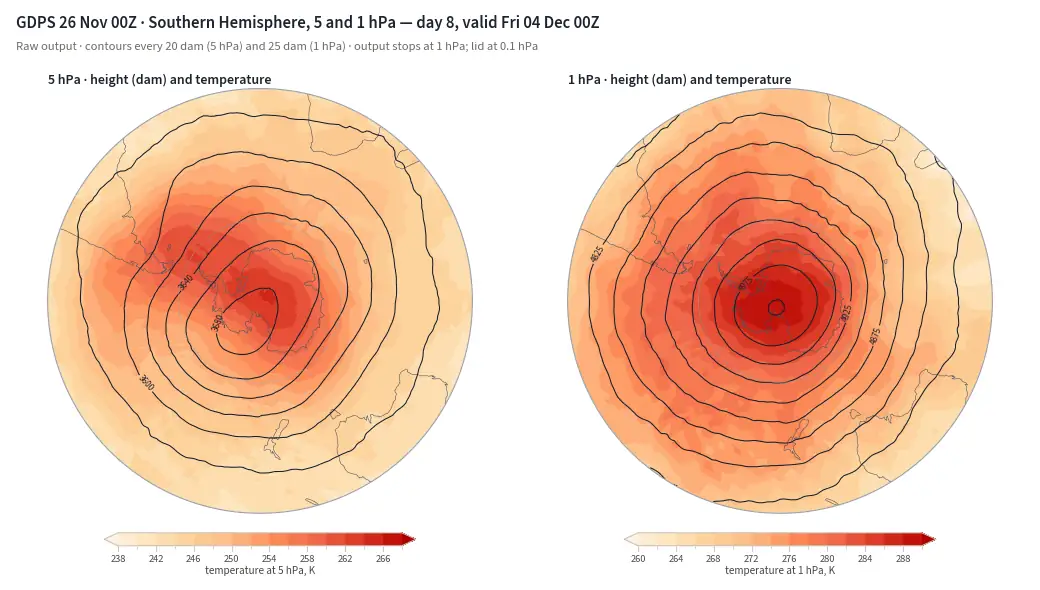 GDPS 26 Nov 00Z · Southern Hemisphere, 5 and 1 hPa — day 8, valid Fri 04 Dec 00Z
Raw output · contours every 20 dam (5 hPa) and 25 dam (1 hPa) · output stops at 1 hPa; lid at 0.1 hPa
5 hPa · height (dam) and temperature
1 hPa · height (dam) and temperature
3640
3680
3600
4825
4925
4875
238 242 246 250 254 258 262 266
temperature at 5 hPa, K
260 264 268 272 276 280 284 288
temperature at 1 hPa, K